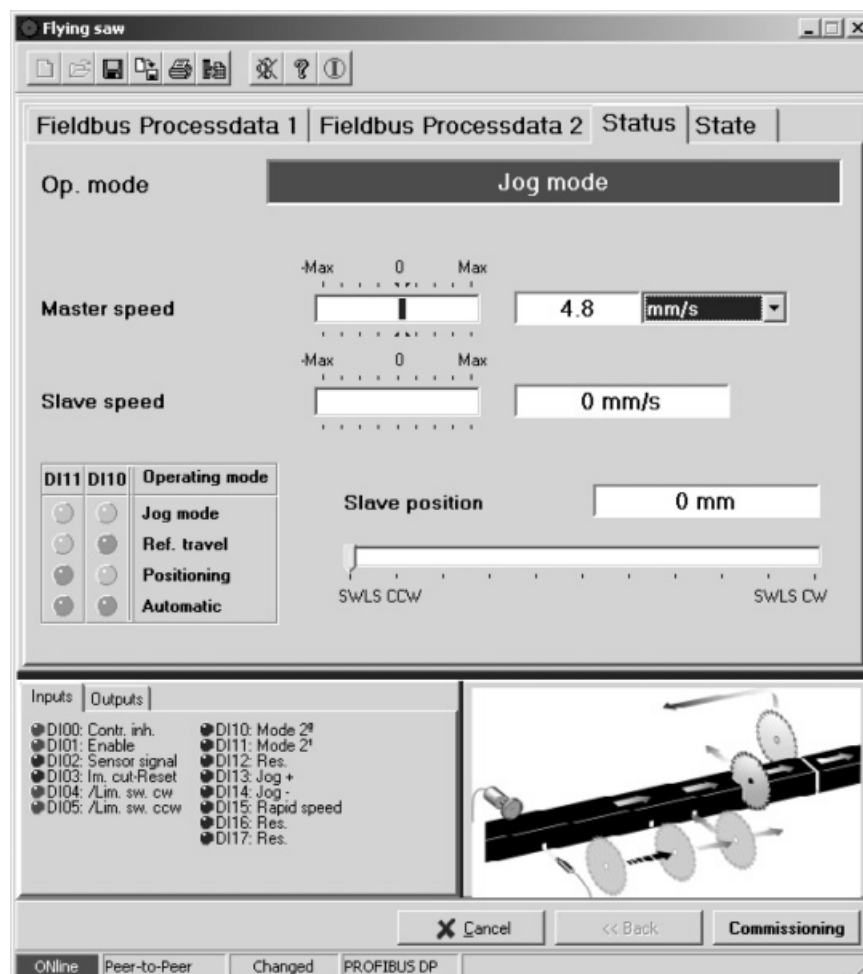 Flying saw
Fieldbus Processdata 1 Fieldbus Processdata 2 Status State
Op. mode Jog mode
-Max 0 Max
Master speed 4.8 mm/s
-Max 0 Max
Slave speed 0 mm/s
DI11 DI10 Operating mode
Jog mode
Ref. travel
Positioning
Automatic
Slave position 0 mm
SWLS CCW SWLS CW
Inputs Outputs
DI00: Contr. inh.
DI01: Enable
DI02: Sensor signal
DI03: Im. cut-Reset
DI04: /Lim. sw. cw
DI05: /Lim. sw. ccw
DI10: Mode 2⁰
DI11: Mode 2¹
DI12: Res.
DI13: Jog +
DI14: Jog -
DI15: Rapid speed
DI16: Res.
DI17: Res.
Cancel << Back Commissioning
ONline Peer-to-Peer Changed PROFIBUS DP